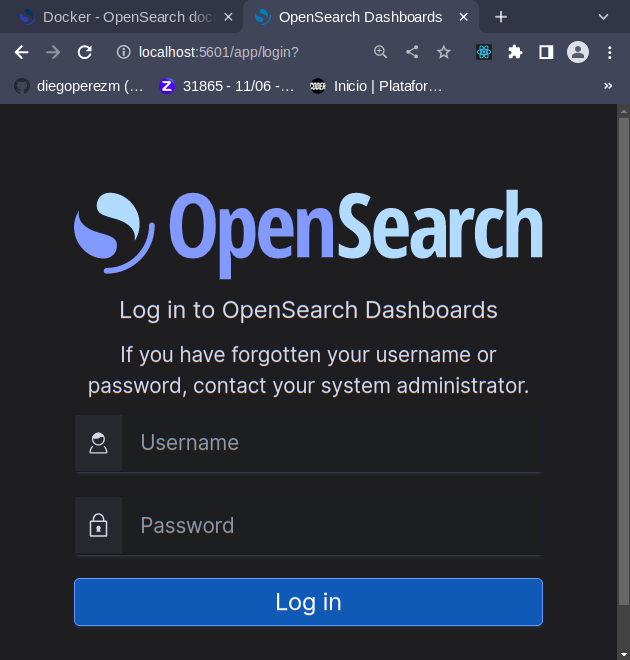 Docker - OpenSearch doc
OpenSearch Dashboards
localhost:5601/app/login?
diegoperezm (...
31865 - 11/06 -...
Inicio | Platafor...
OpenSearch
Log in to OpenSearch Dashboards
If you have forgotten your username or
password, contact your system administrator.
Username
Password
Log in